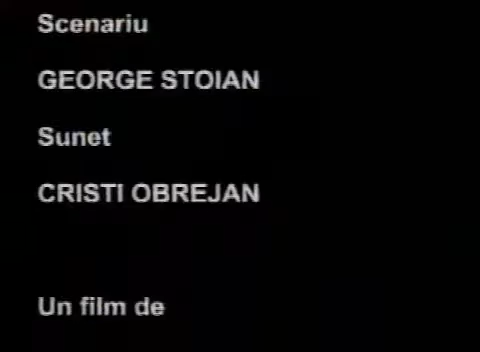 Scenariu
GEORGE STOIAN
Sunet
CRISTI OBREJAN
Un film de